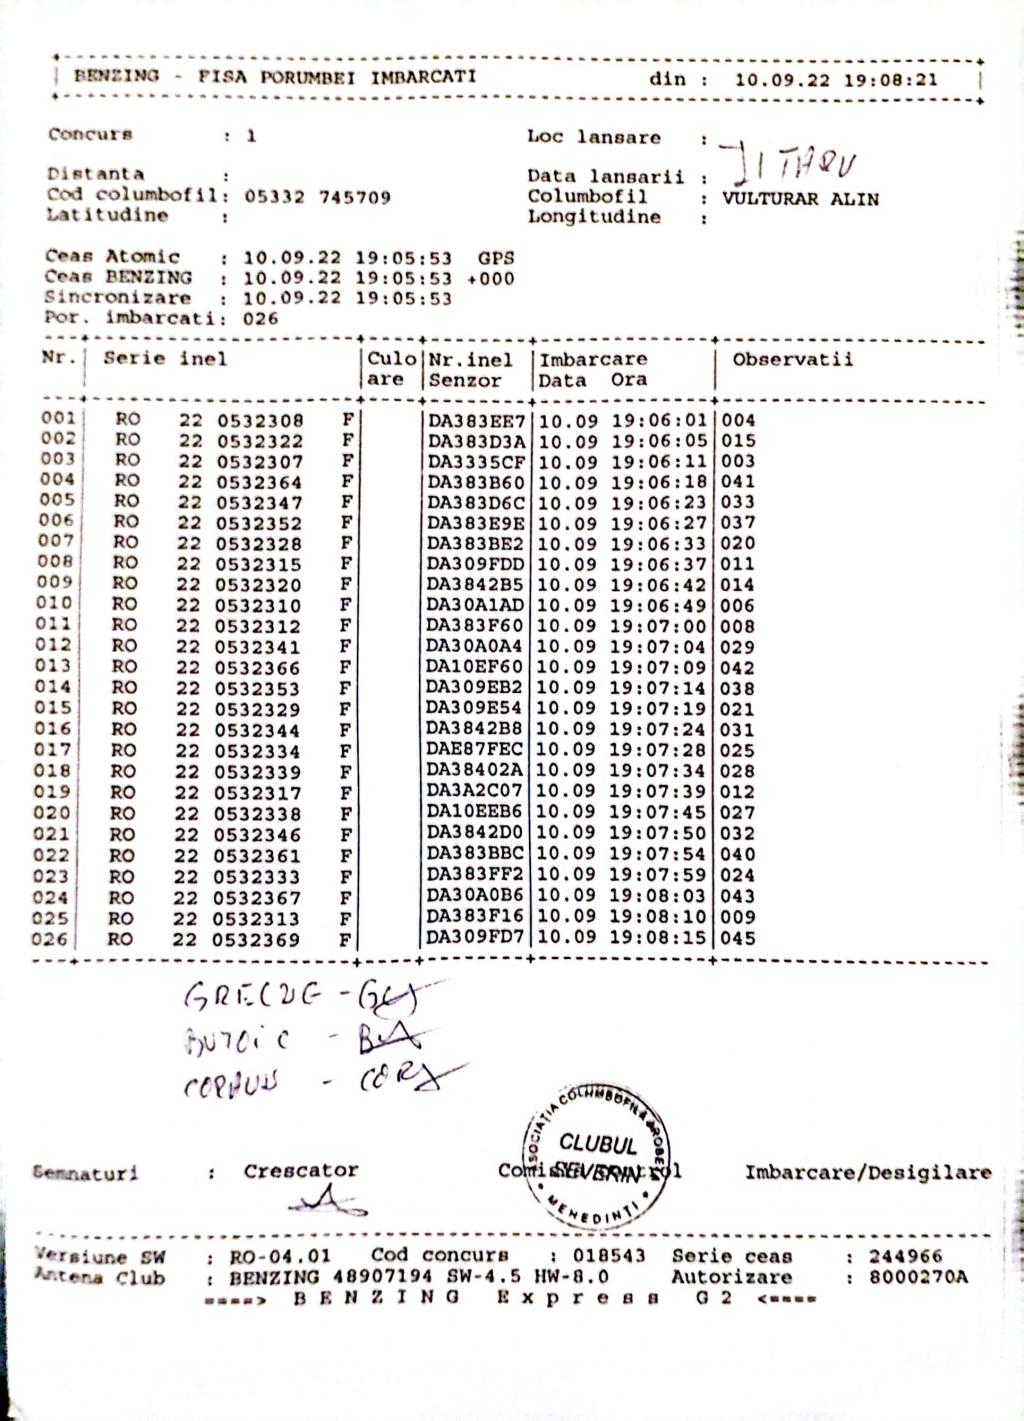 BENZING - FISA PORUMBEI IMBARCATI din : 10.09.22 19:08:21
Concurs : 1 Loc lansare :
JITARU
Distanta : Data lansarii :
Cod columbofil: 05332 745709 Columbofil : VULTURAR ALIN
Latitudine : Longitudine :
Ceas Atomic : 10.09.22 19:05:53 GPS
Ceas BENZING : 10.09.22 19:05:53 +000
Sincronizare : 10.09.22 19:05:53
Por. imbarcati: 026
Nr. Serie inel Culo Nr.inel Imbarcare Observatii
are Senzor Data Ora
001 RO 22 0532308 F DA383EE7 10.09 19:06:01 004
002 RO 22 0532322 F DA383D3A 10.09 19:06:05 015
003 RO 22 0532307 F DA3335CF 10.09 19:06:11 003
004 RO 22 0532364 F DA383B60 10.09 19:06:18 041
005 RO 22 0532347 F DA383D6C 10.09 19:06:23 033
006 RO 22 0532352 F DA383E9E 10.09 19:06:27 037
007 RO 22 0532328 F DA383BE2 10.09 19:06:33 020
008 RO 22 0532315 F DA309FDD 10.09 19:06:37 011
009 RO 22 0532320 F DA3842B5 10.09 19:06:42 014
010 RO 22 0532310 F DA30A1AD 10.09 19:06:49 006
011 RO 22 0532312 F DA383F60 10.09 19:07:00 008
012 RO 22 0532341 F DA30A0A4 10.09 19:07:04 029
013 RO 22 0532366 F DA10EF60 10.09 19:07:09 042
014 RO 22 0532353 F DA309EB2 10.09 19:07:14 038
015 RO 22 0532329 F DA309E54 10.09 19:07:19 021
016 RO 22 0532344 F DA3842B8 10.09 19:07:24 031
017 RO 22 0532334 F DAE87FEC 10.09 19:07:28 025
018 RO 22 0532339 F DA38402A 10.09 19:07:34 028
019 RO 22 0532317 F DA3A2C07 10.09 19:07:39 012
020 RO 22 0532338 F DA10EEB6 10.09 19:07:45 027
021 RO 22 0532346 F DA3842D0 10.09 19:07:50 032
022 RO 22 0532361 F DA383BBC 10.09 19:07:54 040
023 RO 22 0532333 F DA383FF2 10.09 19:07:59 024
024 RO 22 0532367 F DA30A0B6 10.09 19:08:03 043
025 RO 22 0532313 F DA383F16 10.09 19:08:10 009
026 RO 22 0532369 F DA309FD7 10.09 19:08:15 045
BUTOIC -
ASOCIATIA COLUMBOFILA DROBETA
CLUBUL
SEVERIN
* MEHEDINTI *
Semnaturi : Crescator Comisia control Imbarcare/Desigilare
Versiune SW : RO-04.01 Cod concurs : 018543 Serie ceas : 244966
Antena Club : BENZING 48907194 SW-4.5 HW-8.0 Autorizare : 8000270A
====> BENZING Express G2 <====